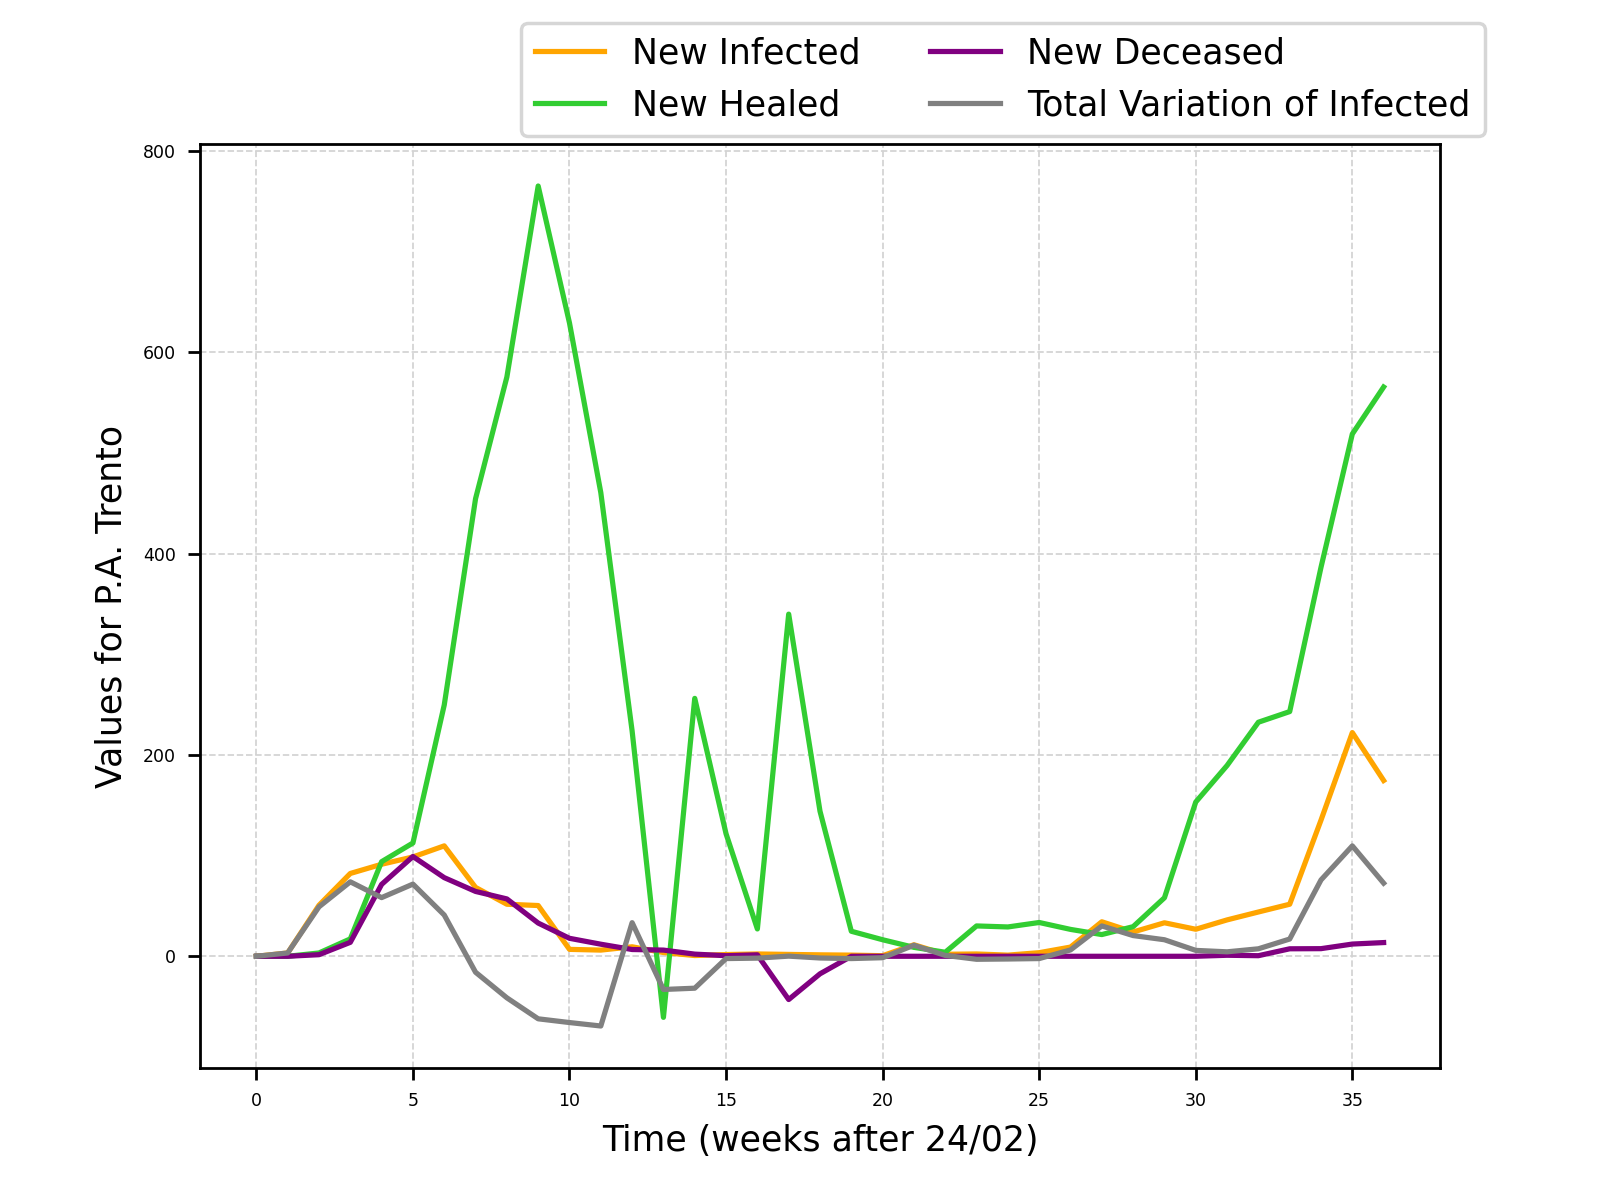 New Infected
New Healed
New Deceased
Total Variation of Infected
800
600
400
200
0
Values for P.A. Trento
0 5 10 15 20 25 30 35
Time (weeks after 24/02)